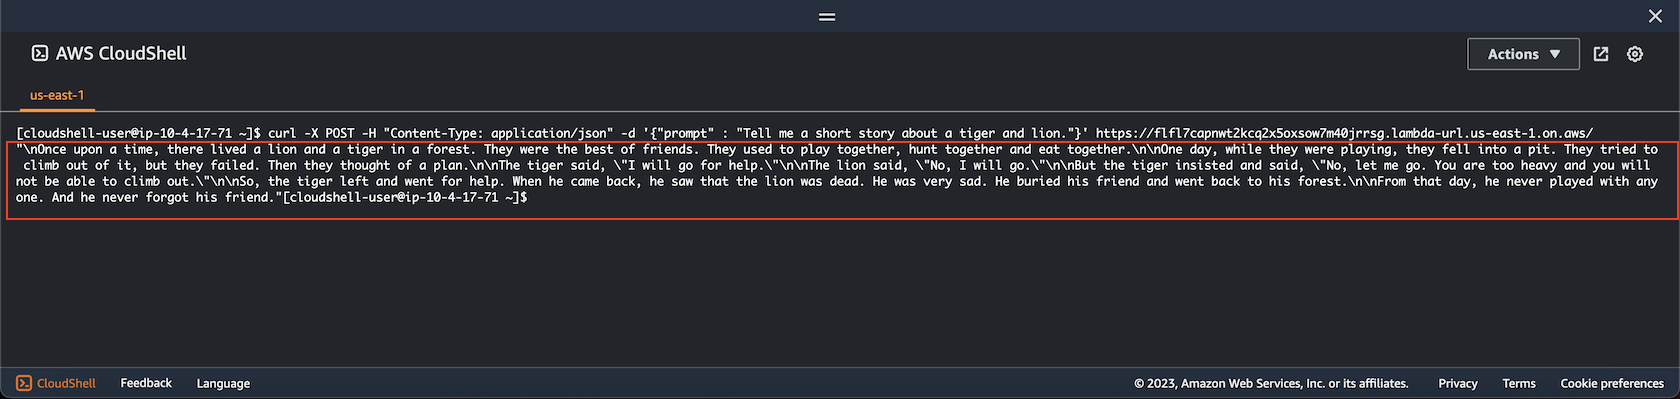 AWS CloudShell
Actions
us-east-1
[cloudshell-user@ip-10-4-17-71 ~]$ curl -X POST -H "Content-Type: application/json" -d '{"prompt" : "Tell me a short story about a tiger and lion."}' https://flfl7capnwt2kcq2x5oxsow7m40jrrsg.lambda-url.us-east-1.on.aws/
"\nOnce upon a time, there lived a lion and a tiger in a forest. They were the best of friends. They used to play together, hunt together and eat together.\n\nOne day, while they were playing, they fell into a pit. They tried to
climb out of it, but they failed. Then they thought of a plan.\n\nThe tiger said, \"I will go for help.\"\n\nThe lion said, \"No, I will go.\"\n\nBut the tiger insisted and said, \"No, let me go. You are too heavy and you will
not be able to climb out.\"\n\nSo, the tiger left and went for help. When he came back, he saw that the lion was dead. He was very sad. He buried his friend and went back to his forest.\n\nFrom that day, he never played with any
one. And he never forgot his friend."[cloudshell-user@ip-10-4-17-71 ~]$
CloudShell Feedback Language © 2023, Amazon Web Services, Inc. or its affiliates. Privacy Terms Cookie preferences